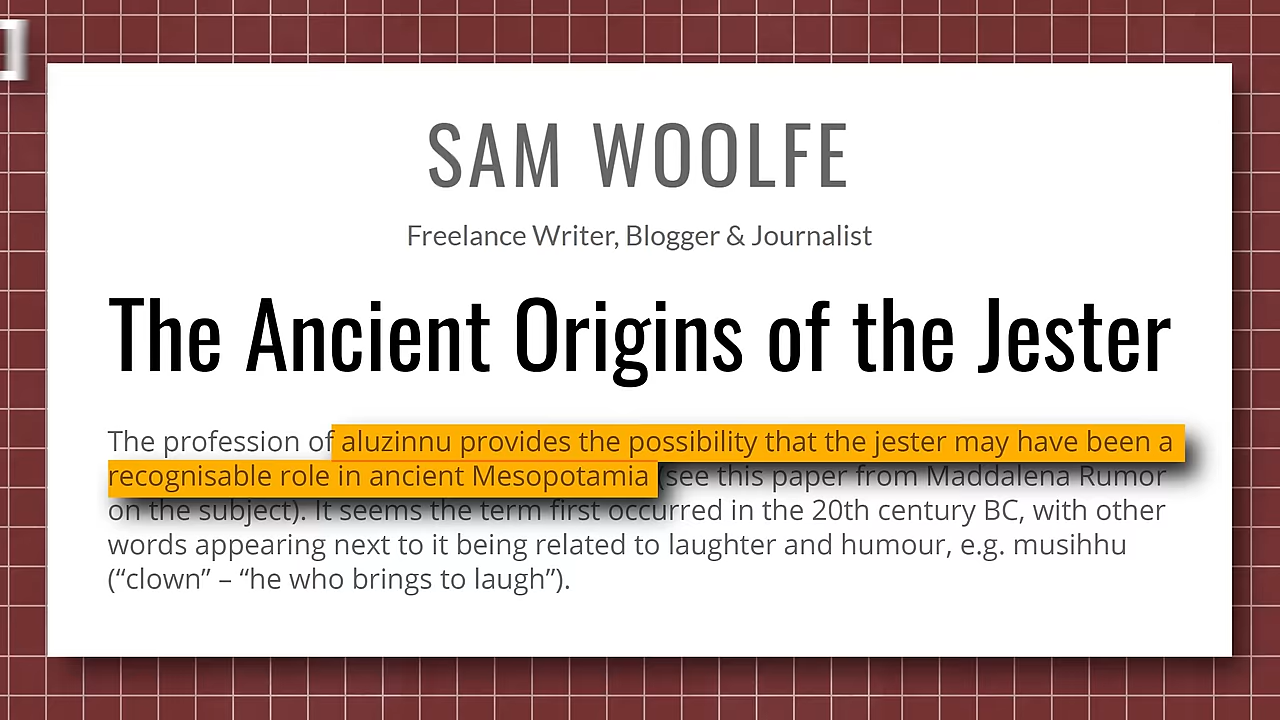 SAM WOOLFE
Freelance Writer, Blogger & Journalist
The Ancient Origins of the Jester
The profession of aluzinnu provides the possibility that the jester may have been a
recognisable role in ancient Mesopotamia (see this paper from Maddalena Rumor
on the subject). It seems the term first occurred in the 20th century BC, with other
words appearing next to it being related to laughter and humour, e.g. musihhu
(“clown” – “he who brings to laugh”).